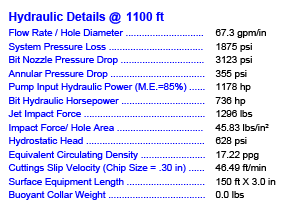 Hydraulic Details @ 1100 ft
Flow Rate / Hole Diameter .............................. 67.3 gpm/in
System Pressure Loss .................................... 1875 psi
Bit Nozzle Pressure Drop ............................... 3123 psi
Annular Pressure Drop ................................... 355 psi
Pump Input Hydraulic Power (M.E.=85%) ...... 1178 hp
Bit Hydraulic Horsepower ............................... 736 hp
Jet Impact Force ............................................. 1296 lbs
Impact Force/ Hole Area ................................. 45.83 lbs/in²
Hydrostatic Head ............................................ 628 psi
Equivalent Circulating Density ......................... 17.22 ppg
Cuttings Slip Velocity (Chip Size = .30 in) ...... 46.49 ft/min
Surface Equipment Length .............................. 150 ft X 3.0 in
Buoyant Collar Weight ..................................... 0.0 lbs